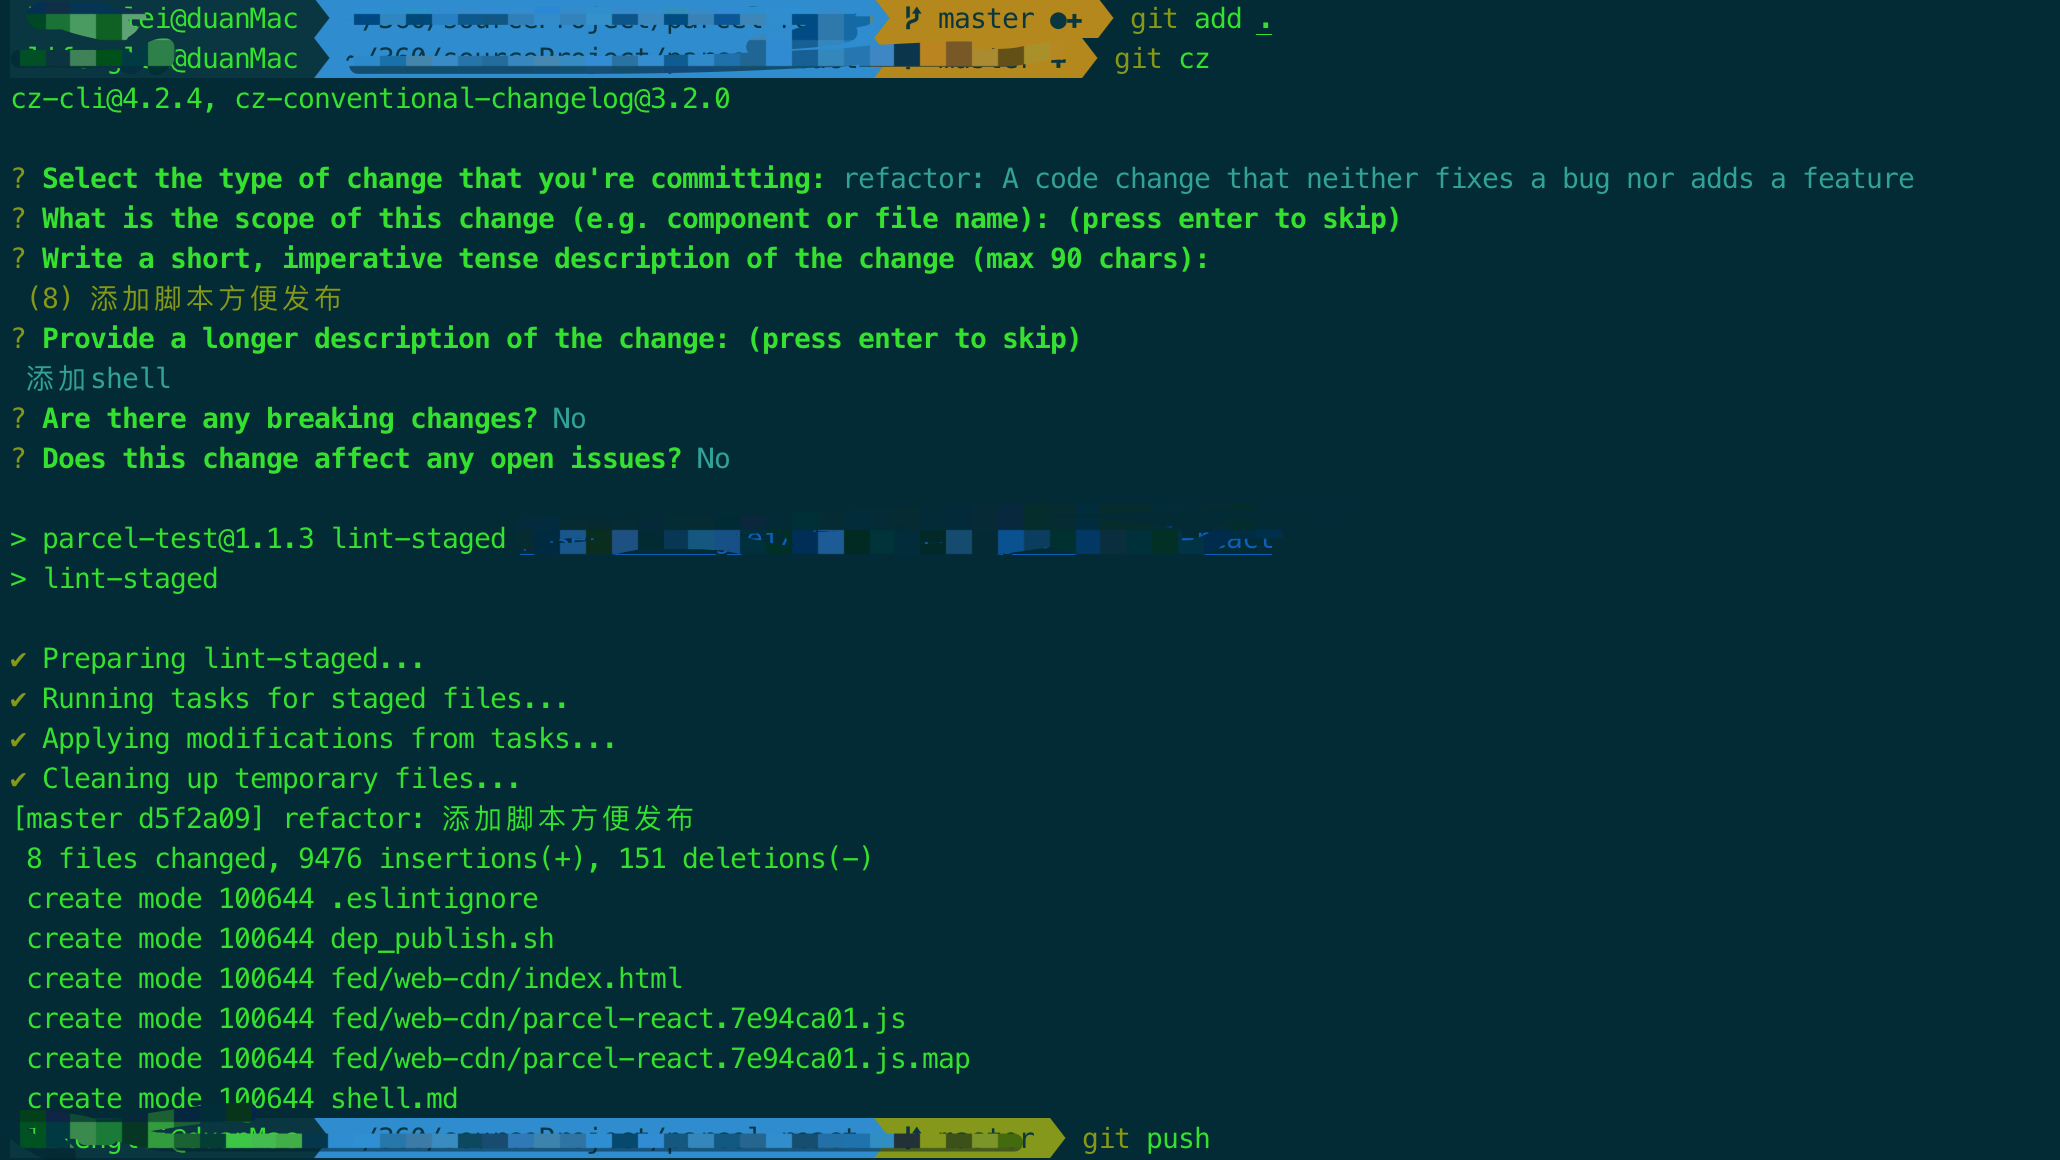 lei@duanMac master ●+ git add .
@duanMac git cz
cz-cli@4.2.4, cz-conventional-changelog@3.2.0
? Select the type of change that you're committing: refactor: A code change that neither fixes a bug nor adds a feature
? What is the scope of this change (e.g. component or file name): (press enter to skip)
? Write a short, imperative tense description of the change (max 90 chars):
(8) 添加脚本方便发布
? Provide a longer description of the change: (press enter to skip)
添加shell
? Are there any breaking changes? No
? Does this change affect any open issues? No
> parcel-test@1.1.3 lint-staged
> lint-staged
✔ Preparing lint-staged...
✔ Running tasks for staged files...
✔ Applying modifications from tasks...
✔ Cleaning up temporary files...
[master d5f2a09] refactor: 添加脚本方便发布
8 files changed, 9476 insertions(+), 151 deletions(-)
create mode 100644 .eslintignore
create mode 100644 dep_publish.sh
create mode 100644 fed/web-cdn/index.html
create mode 100644 fed/web-cdn/parcel-react.7e94ca01.js
create mode 100644 fed/web-cdn/parcel-react.7e94ca01.js.map
create mode 100644 shell.md
git push